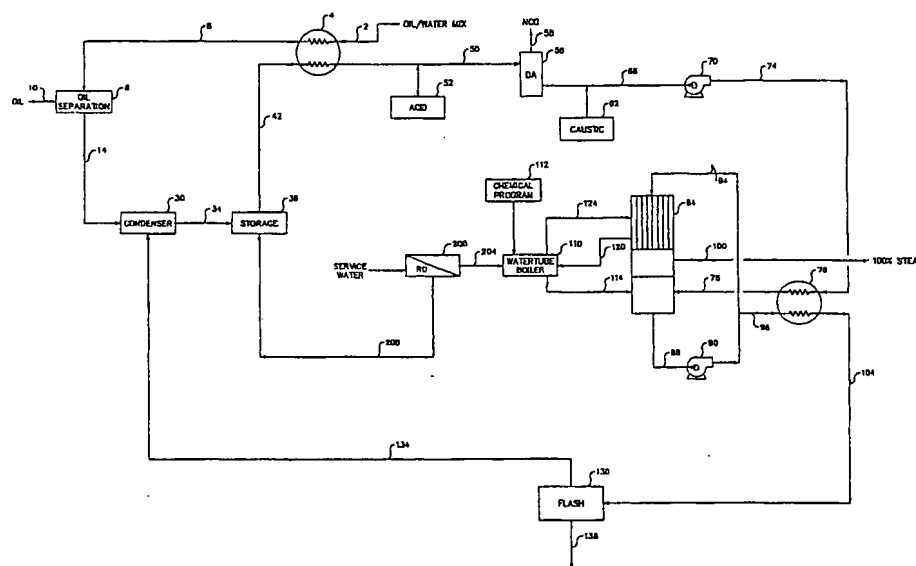 4
6
2
OIL/WATER MIX
NCG
58
50
56
DA
70
74
68
10
OIL
8
OIL
SEPARATION
52
ACID
62
CAUSTIC
42
14
94
112
CHEMICAL
PROGRAM
84
124
30
34
38
CONDENSER
STORAGE
200
204
110
120
100
SERVICE
WATER
RO
WATERTUBE
BOILER
100% STEA
114
76
78
96
200
88
90
104
134
130
FLASH
138